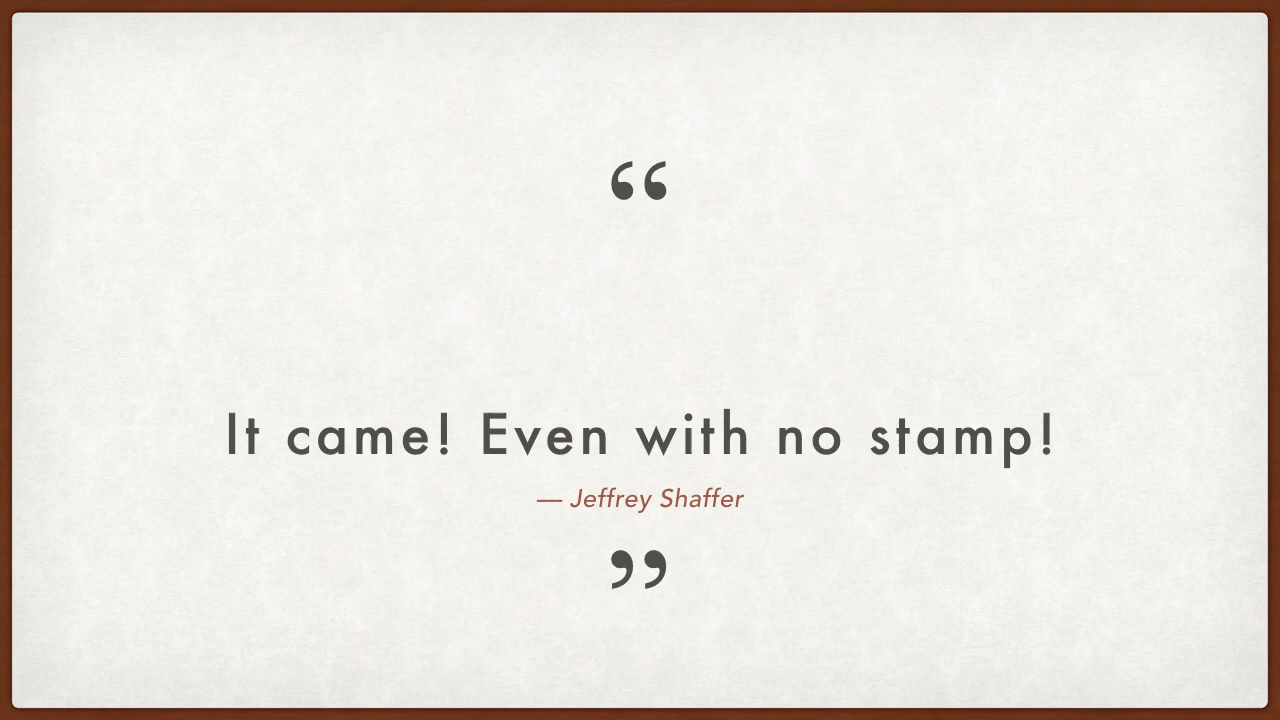 “
It came! Even with no stamp!
— Jeffrey Shaffer
”